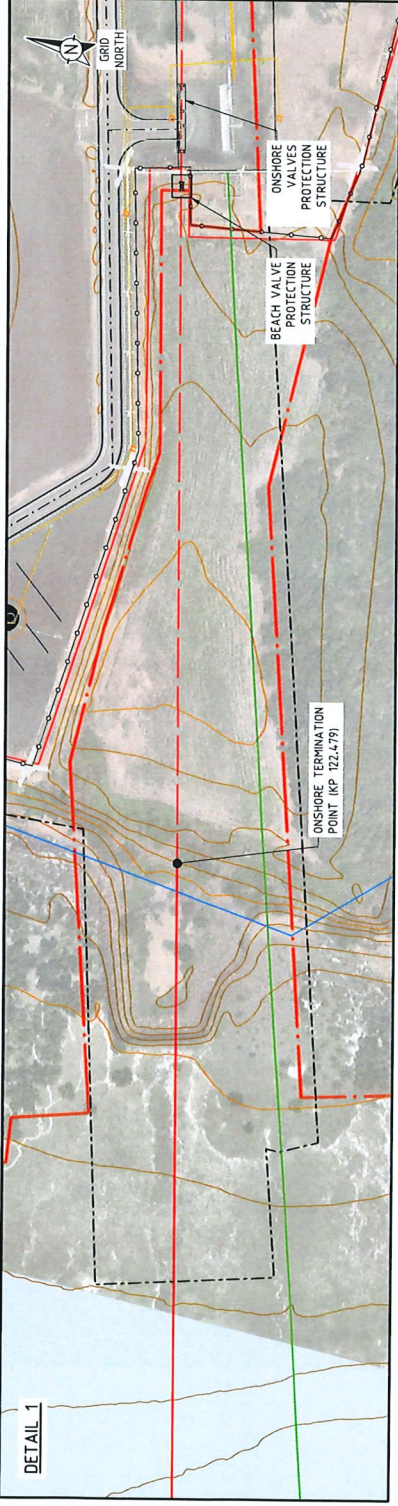 DETAIL 1
N
GRID
NORTH
ONSHORE
VALVES
PROTECTION
STRUCTURE
BEACH VALVE
PROTECTION
STRUCTURE
ONSHORE TERMINATION
POINT (KP 122.479)